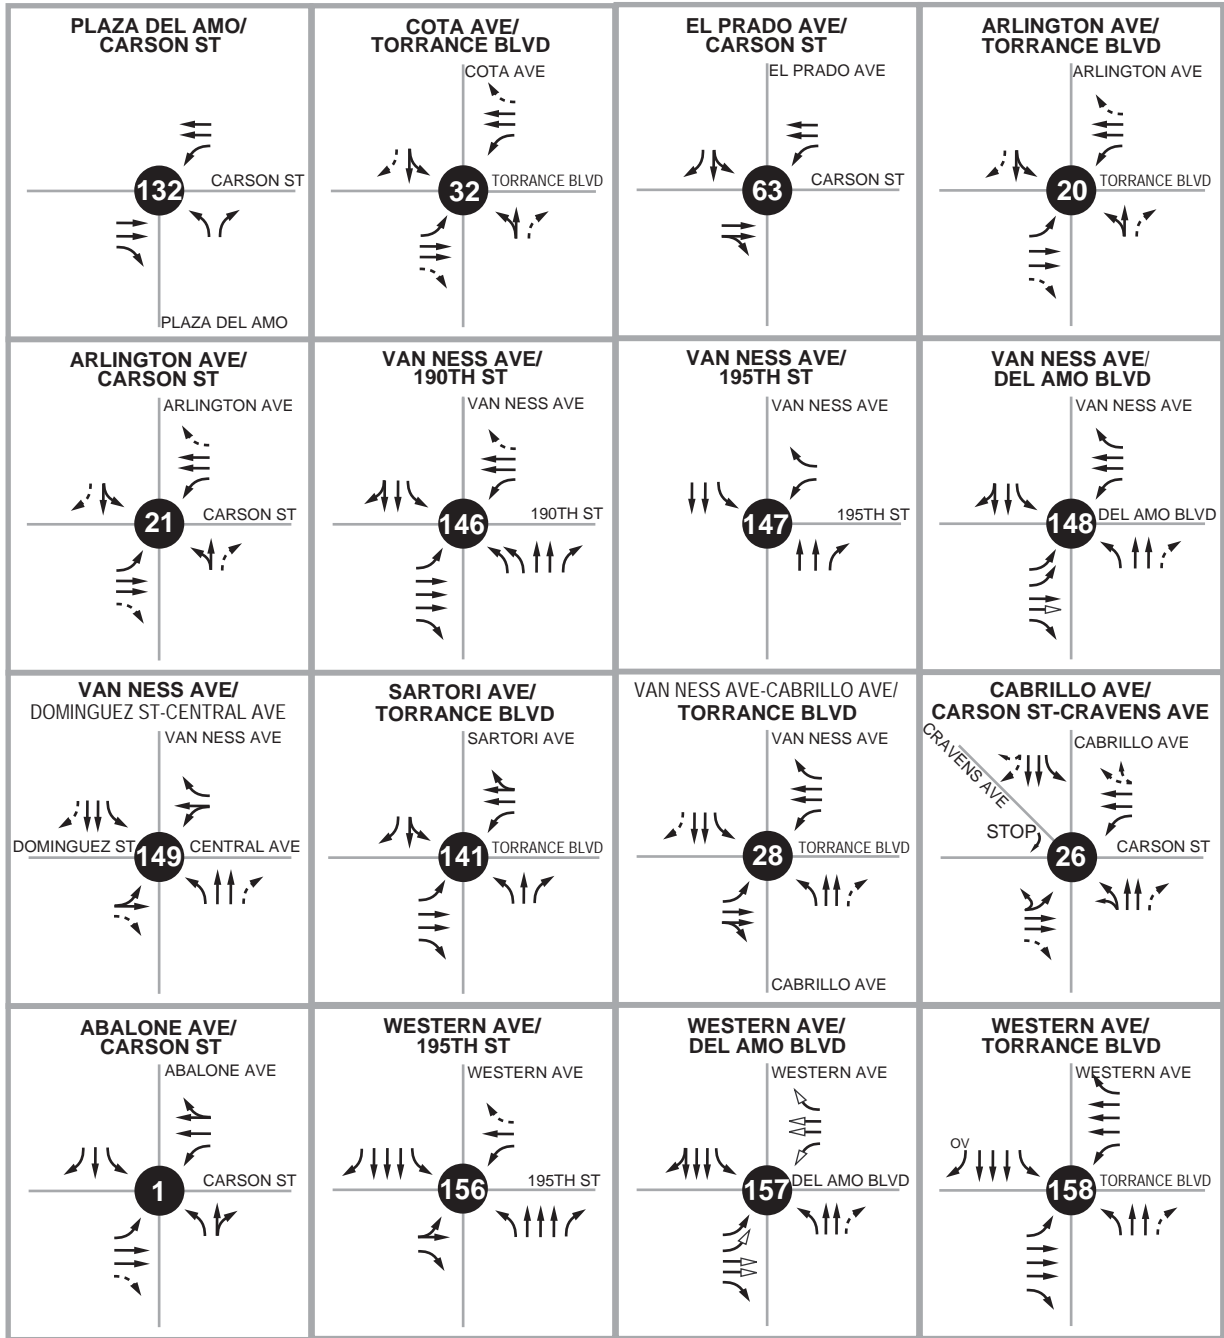 PLAZA DEL AMO/
CARSON ST
132
CARSON ST
PLAZA DEL AMO
COTA AVE/
TORRANCE BLVD
COTA AVE
32
TORRANCE BLVD
EL PRADO AVE/
CARSON ST
EL PRADO AVE
63
CARSON ST
ARLINGTON AVE/
TORRANCE BLVD
ARLINGTON AVE
20
TORRANCE BLVD
ARLINGTON AVE/
CARSON ST
ARLINGTON AVE
21
CARSON ST
VAN NESS AVE/
190TH ST
VAN NESS AVE
146
190TH ST
VAN NESS AVE/
195TH ST
VAN NESS AVE
147
195TH ST
VAN NESS AVE/
DEL AMO BLVD
VAN NESS AVE
148
DEL AMO BLVD
VAN NESS AVE/
DOMINGUEZ ST-CENTRAL AVE
VAN NESS AVE
DOMINGUEZ ST
149
CENTRAL AVE
SARTORI AVE/
TORRANCE BLVD
SARTORI AVE
141
TORRANCE BLVD
VAN NESS AVE-CABRILLO AVE/
TORRANCE BLVD
VAN NESS AVE
28
TORRANCE BLVD
CABRILLO AVE
CABRILLO AVE/
CARSON ST-CRAVENS AVE
CRAVENS AVE
CABRILLO AVE
STOP
26
CARSON ST
ABALONE AVE/
CARSON ST
ABALONE AVE
1
CARSON ST
WESTERN AVE/
195TH ST
WESTERN AVE
156
195TH ST
WESTERN AVE/
DEL AMO BLVD
WESTERN AVE
157
DEL AMO BLVD
WESTERN AVE/
TORRANCE BLVD
WESTERN AVE
OV
158
TORRANCE BLVD